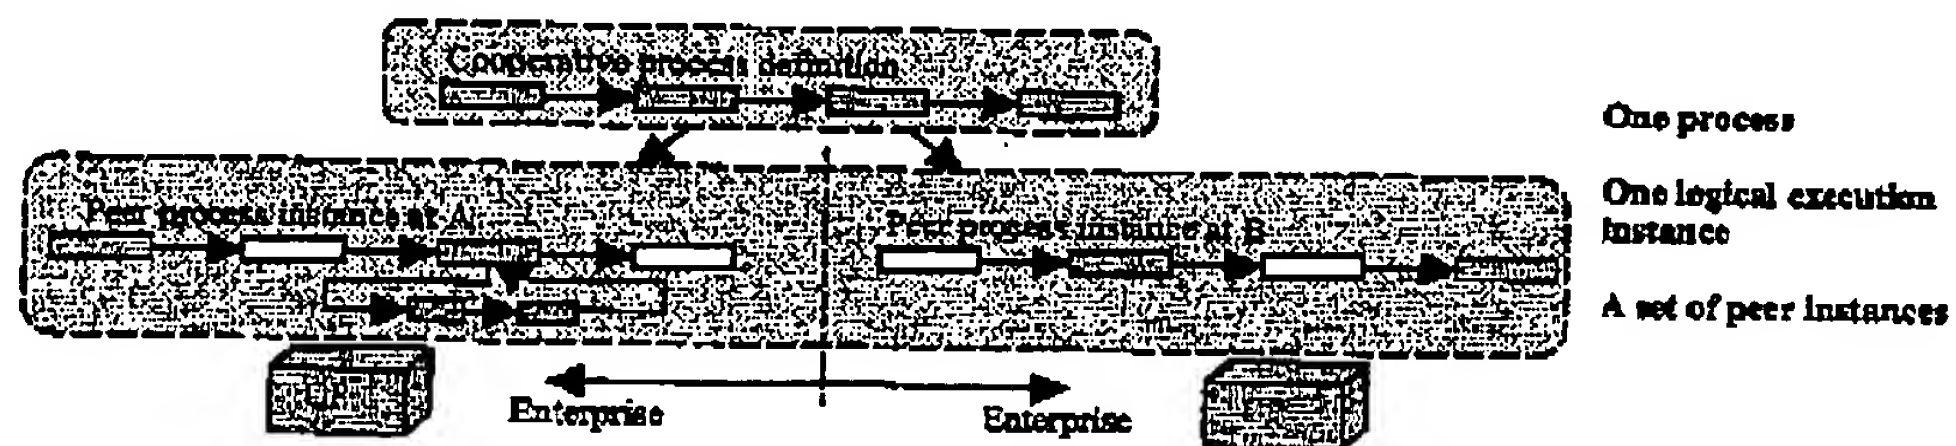 Cooperative process definition
One process
One logical execution
instance
Peer process instance at A
Peer process instance at B
A set of peer instances
Enterprise
Enterprise